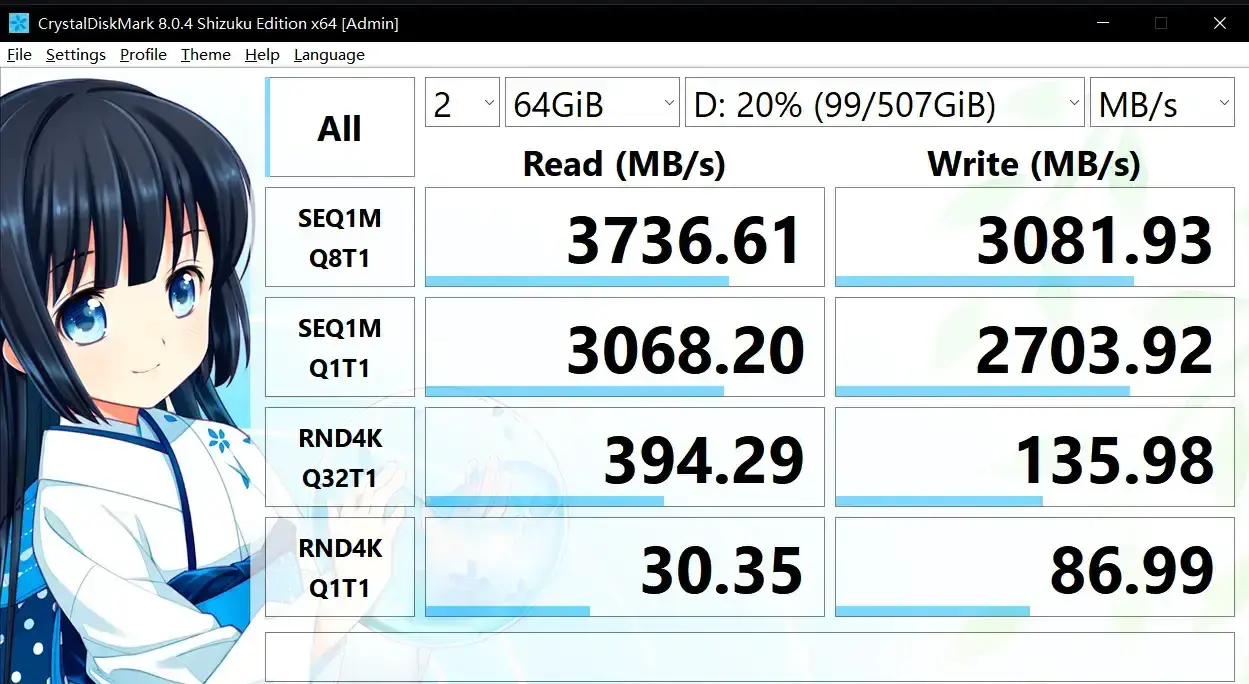 CrystalDiskMark 8.0.4 Shizuku Edition x64 [Admin]
File Settings Profile Theme Help Language
All 2 64GiB D: 20% (99/507GiB) MB/s
Read (MB/s) Write (MB/s)
SEQ1M
Q8T1 3736.61 3081.93
SEQ1M
Q1T1 3068.20 2703.92
RND4K
Q32T1 394.29 135.98
RND4K
Q1T1 30.35 86.99